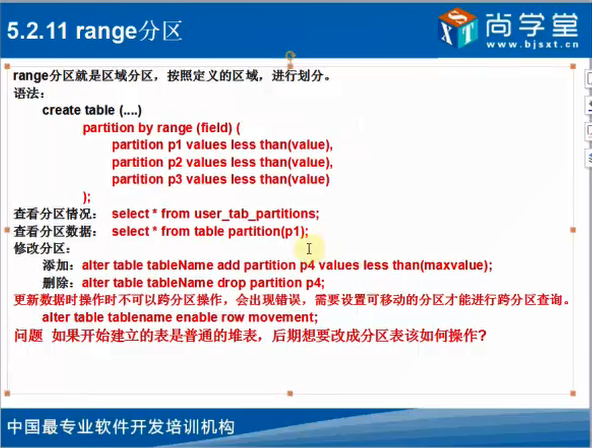 5.2.11 range分区
SXT
尚学堂
www.bjsxt.cn
range分区就是区域分区，按照定义的区域，进行划分。
语法：
create table (....)
partition by range (field) (
partition p1 values less than(value),
partition p2 values less than(value),
partition p3 values less than(value)
);
查看分区情况： select * from user_tab_partitions;
查看分区数据： select * from table partition(p1);
修改分区：
添加：alter table tableName add partition p4 values less than(maxvalue);
删除：alter table tableName drop partition p4;
更新数据时操作时不可以跨分区操作，会出现错误，需要设置可移动的分区才能进行跨分区查询。
alter table tablename enable row movement;
问题 如果开始建立的表是普通的堆表，后期想要改成分区表该如何操作?
中国最专业软件开发培训机构